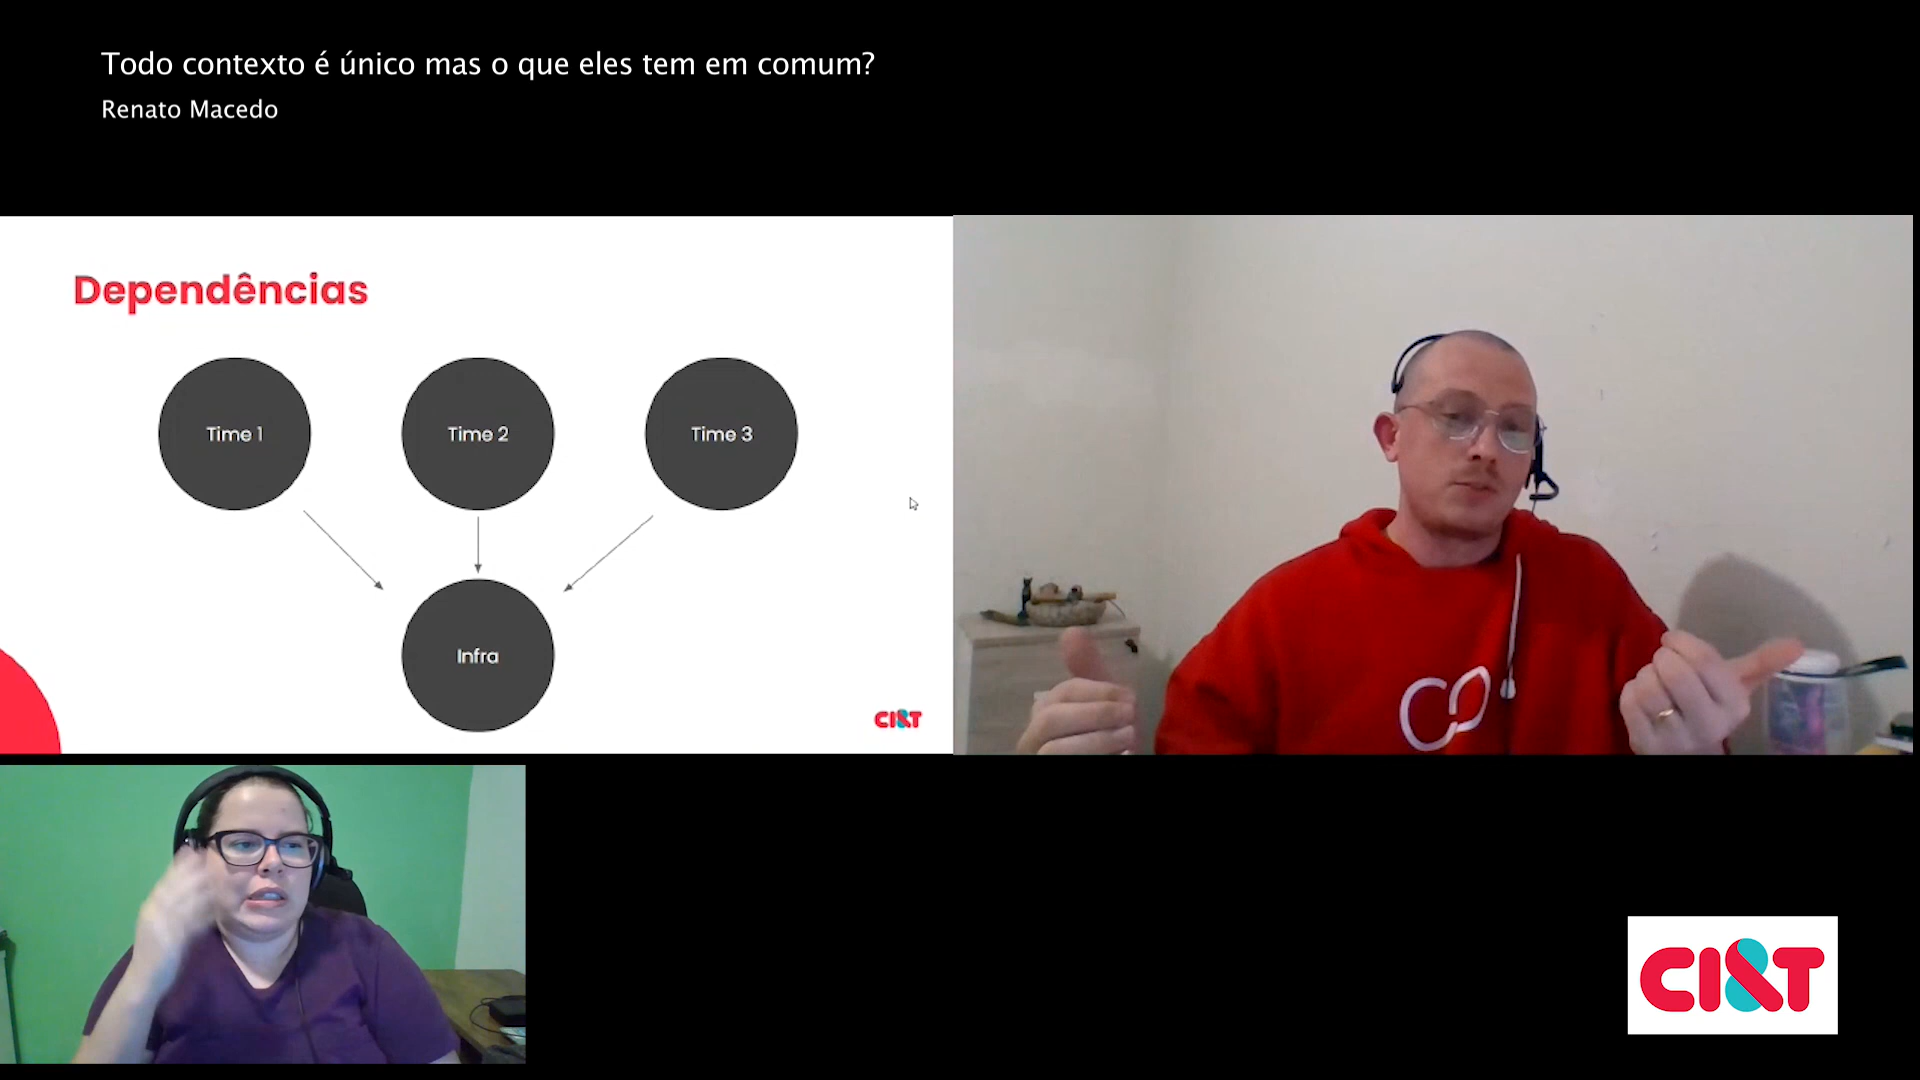 Todo contexto é único mas o que eles tem em comum?
Renato Macedo
Dependências
Time 1
Time 2
Time 3
Infra
CI&T
CI&T